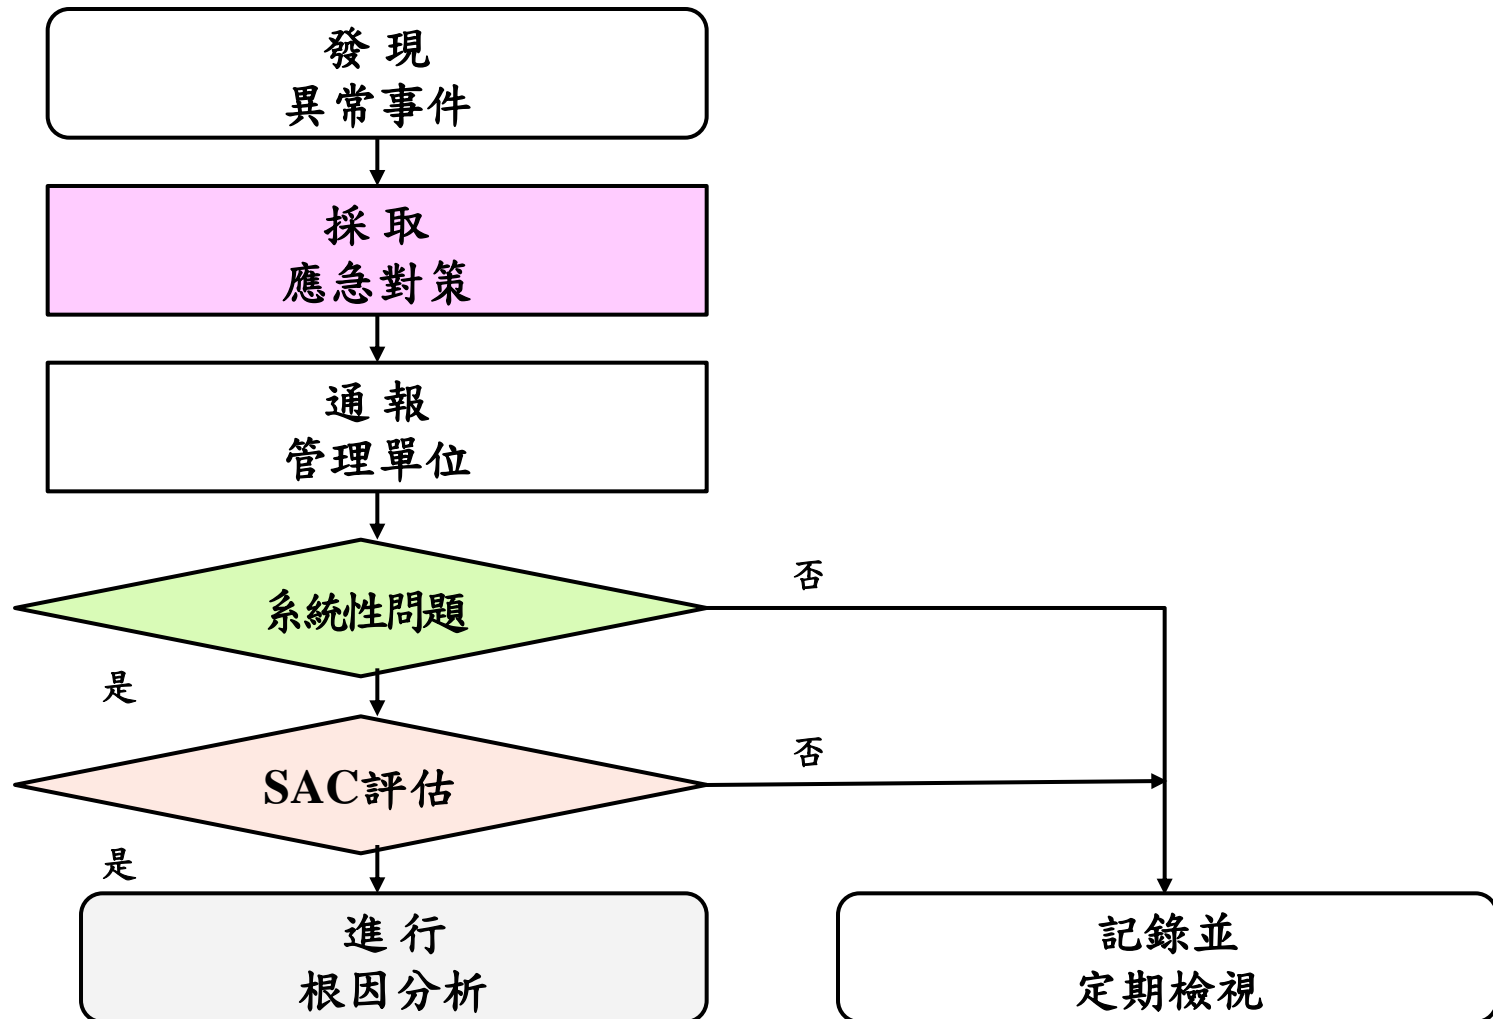 發 現
異常事件
採 取
應急對策
通 報
管理單位
否
系統性問題
是
否
SAC評估
是
進 行
根因分析
記錄並
定期檢視